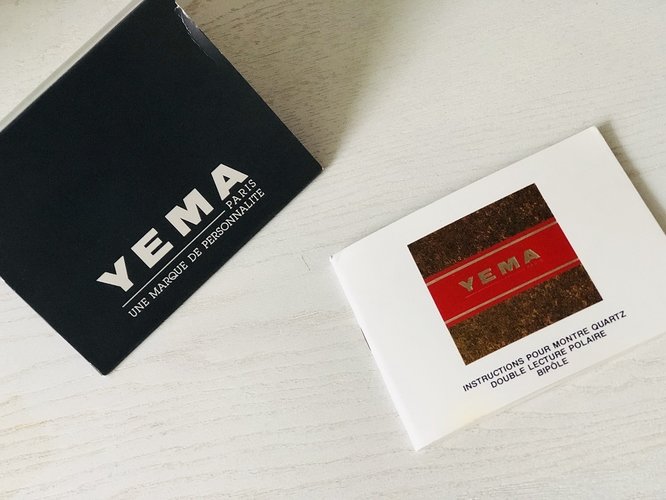 YEMA
PARIS
UNE MARQUE DE PERSONNALITE
YEMA
INSTRUCTIONS POUR MONTRE QUARTZ
DOUBLE LECTURE POLAIRE
BIPÔLE